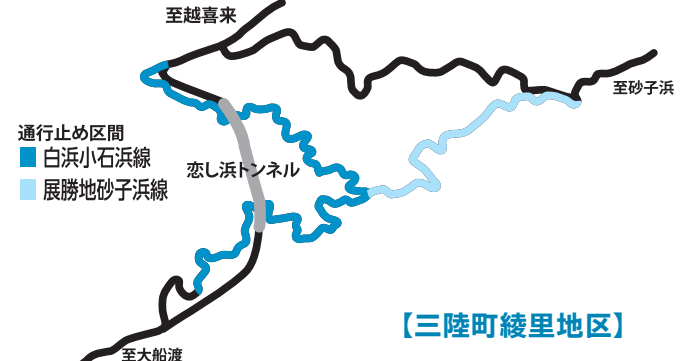 至越喜来
至砂子浜
通行止め区間
白浜小石浜線
展勝地砂子浜線
恋し浜トンネル
【三陸町綾里地区】
至大船渡